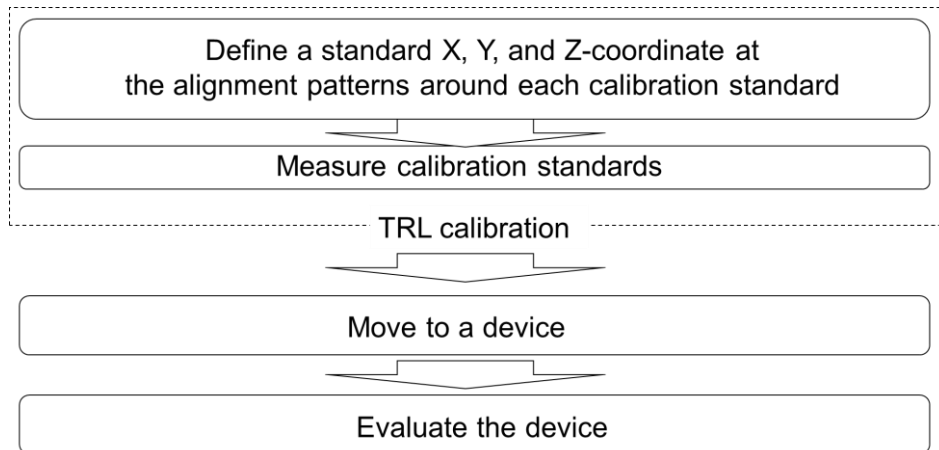 Define a standard X, Y, and Z-coordinate at
the alignment patterns around each calibration standard
Measure calibration standards
TRL calibration
Move to a device
Evaluate the device